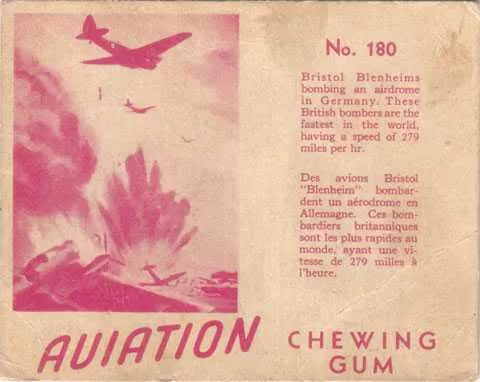 No. 180
Bristol Blenheims
bombing an airdrome
in Germany. These
British bombers are the
fastest in the world,
having a speed of 279
miles per hr.
Des avions Bristol
"Blenheim" bombar-
dent un aérodrome en
Allemagne. Ces bom-
bardiers britanniques
sont les plus rapides au
monde, ayant une vi-
tesse de 279 milles à
l'heure.
AVIATION CHEWING
GUM